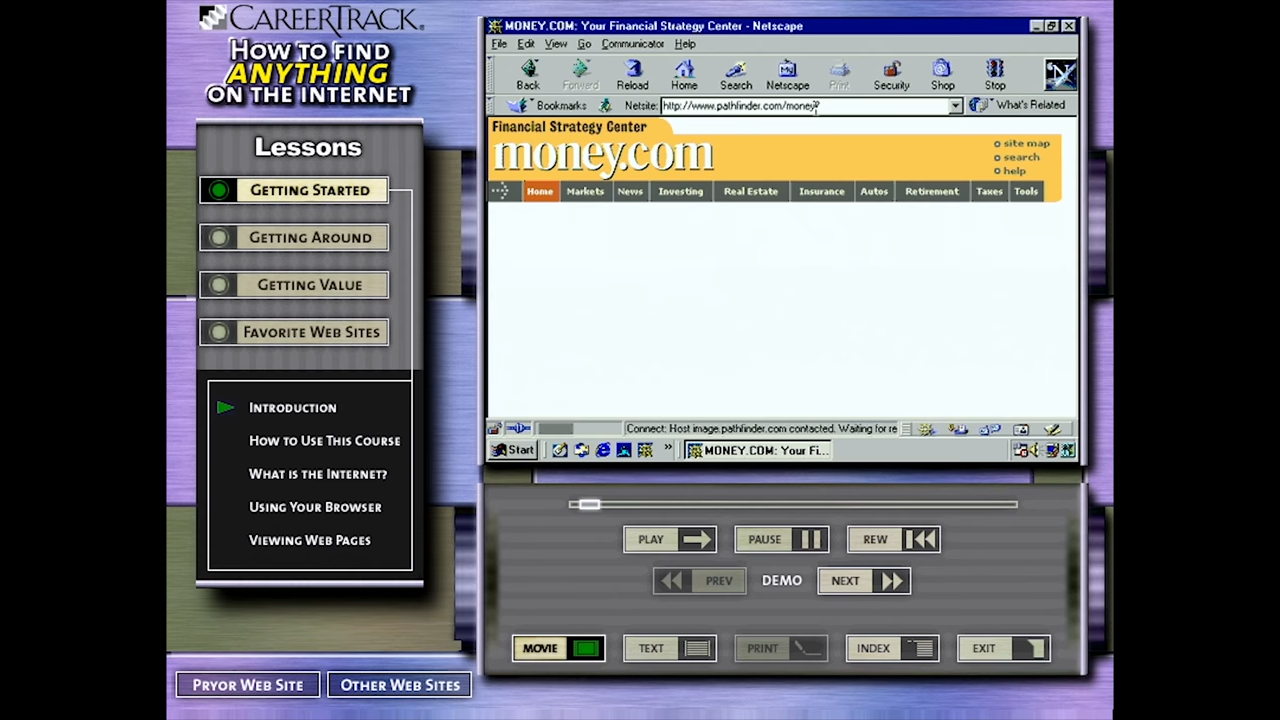 CAREERTRACK®
HOW TO FIND
ANYTHING
ON THE INTERNET
Lessons
GETTING STARTED
GETTING AROUND
GETTING VALUE
FAVORITE WEB SITES
INTRODUCTION
HOW TO USE THIS COURSE
WHAT IS THE INTERNET?
USING YOUR BROWSER
VIEWING WEB PAGES
PRYOR WEB SITE OTHER WEB SITES
MONEY.COM: Your Financial Strategy Center - Netscape
File Edit View Go Communicator Help
Back Forward Reload Home Search Netscape Print Security Shop Stop
Bookmarks Netsite: http://www.pathfinder.com/money/ What's Related
Financial Strategy Center
money.com
site map
search
help
Home Markets News Investing Real Estate Insurance Autos Retirement Taxes Tools
Connect: Host image.pathfinder.com contacted. Waiting for re
Start MONEY.COM: Your Fi...
PLAY PAUSE REW
PREV DEMO NEXT
MOVIE TEXT PRINT INDEX EXIT